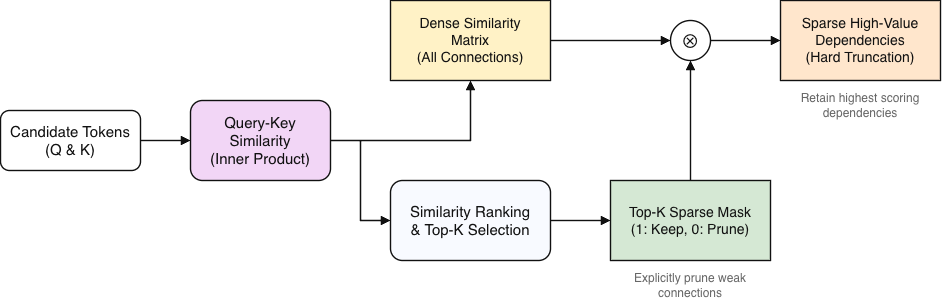 Candidate Tokens
(Q & K)
Query-Key
Similarity
(Inner Product)
Dense Similarity
Matrix
(All Connections)
Similarity Ranking
& Top-K Selection
Top-K Sparse Mask
(1: Keep, 0: Prune)
Explicitly prune weak
connections
⊗
Sparse High-Value
Dependencies
(Hard Truncation)
Retain highest scoring
dependencies